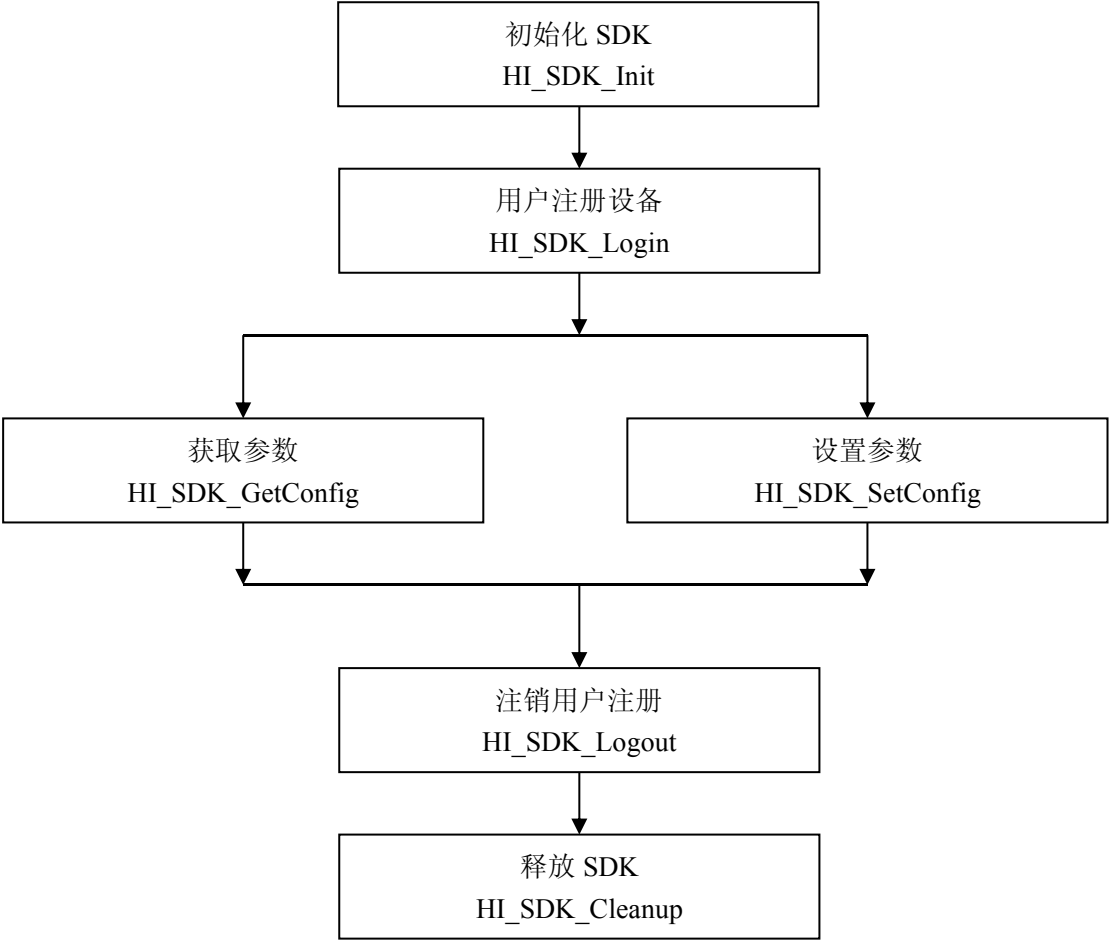 初始化 SDK
HI_SDK_Init
用户注册设备
HI_SDK_Login
获取参数
HI_SDK_GetConfig
设置参数
HI_SDK_SetConfig
注销用户注册
HI_SDK_Logout
释放 SDK
HI_SDK_Cleanup